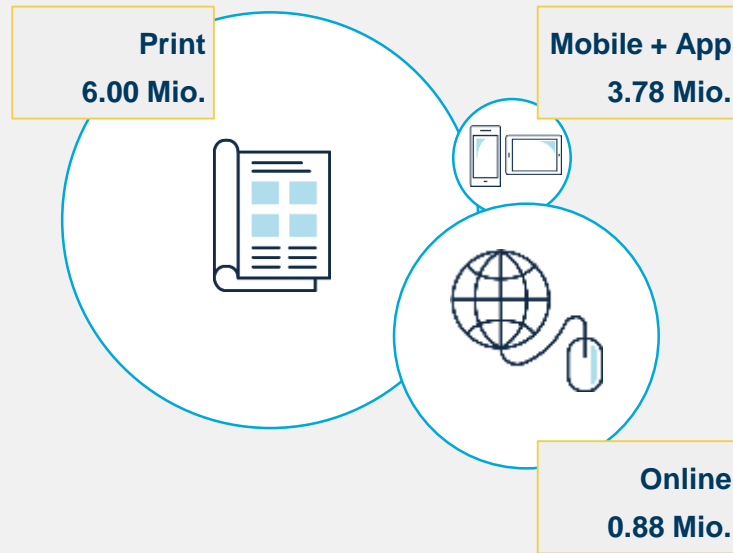 Print
6.00 Mio.
Mobile + App
3.78 Mio.
Online
0.88 Mio.